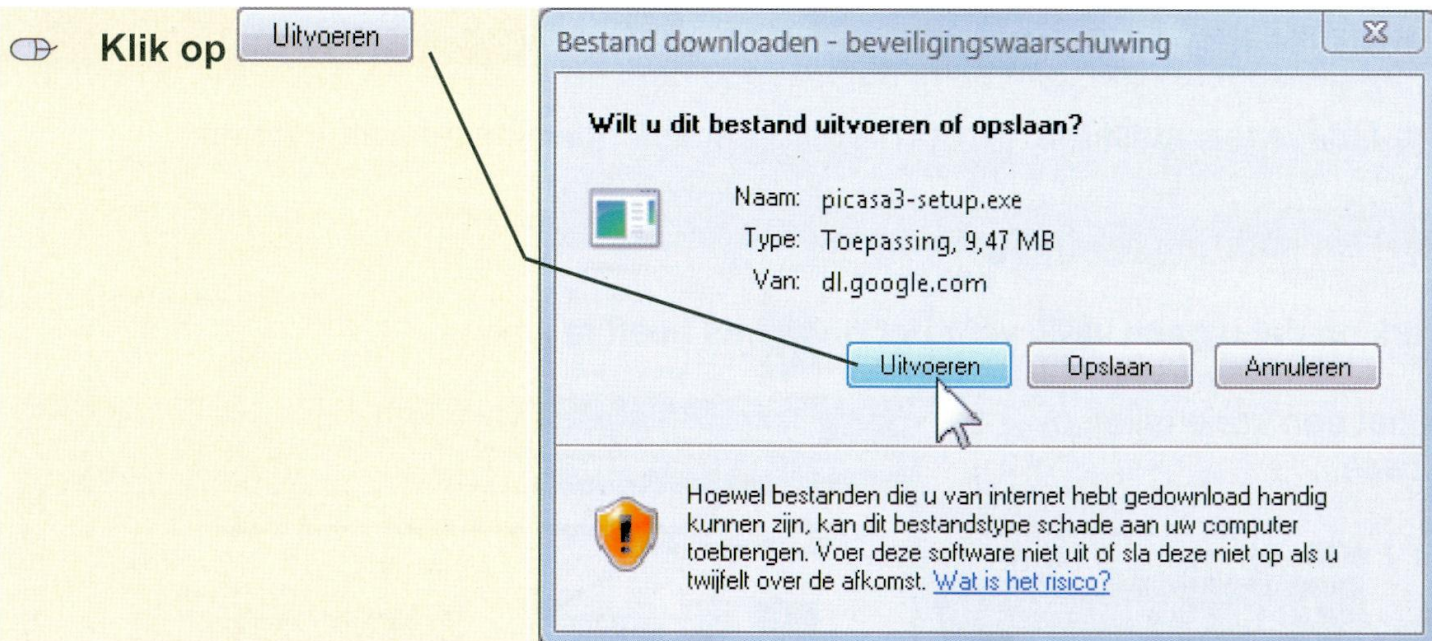 Klik op Uitvoeren
Bestand downloaden - beveiligingswaarschuwing
Wilt u dit bestand uitvoeren of opslaan?
Naam: picasa3-setup.exe
Type: Toepassing, 9,47 MB
Van: dl.google.com
Uitvoeren Opslaan Annuleren
Hoewel bestanden die u van internet hebt gedownload handig
kunnen zijn, kan dit bestandstype schade aan uw computer
toebrengen. Voer deze software niet uit of sla deze niet op als u
twijfelt over de afkomst. Wat is het risico?